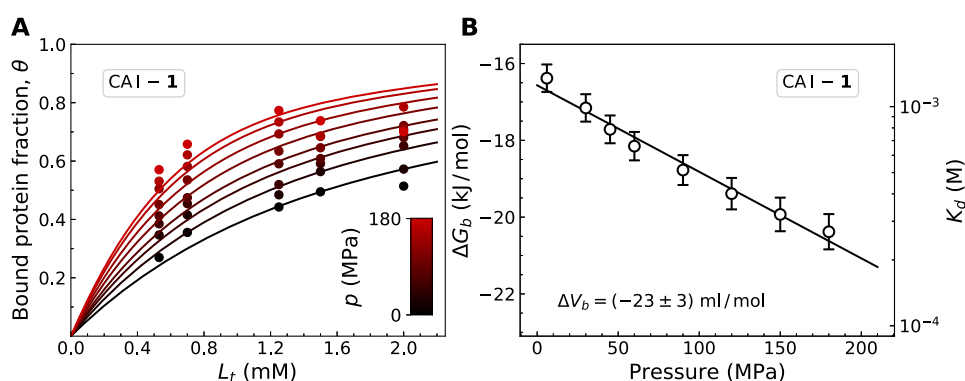 A
Bound protein fraction, θ
1.0
0.8
0.6
0.4
0.2
CA I – 1
180
p (MPa)
0
0.0 0.4 0.8 1.2 1.6 2.0
L_t (mM)
B
ΔG_b (kJ/mol)
−16
−18
−20
−22
CA I – 1
ΔV_b = (−23 ± 3) ml/mol
0 50 100 150 200
Pressure (MPa)
10⁻³
10⁻⁴
K_d (M)